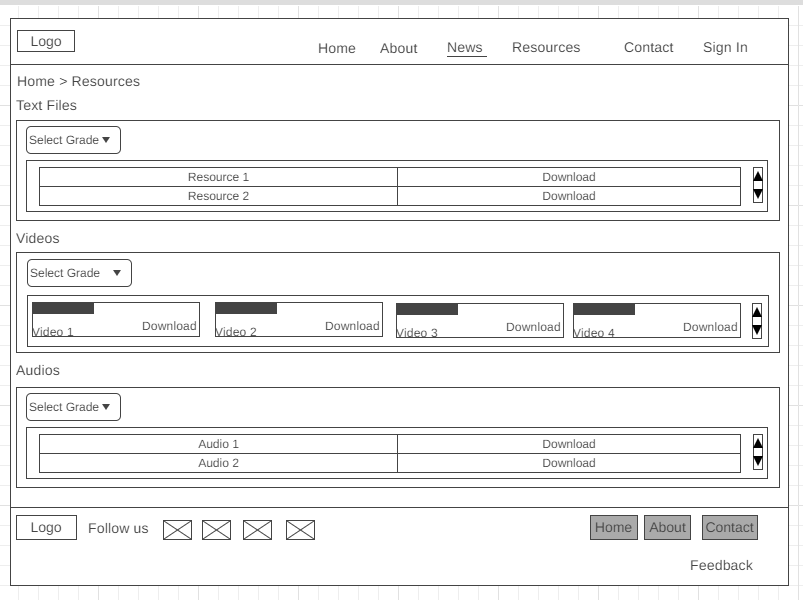 Logo
Home About News Resources Contact Sign In
Home > Resources
Text Files
Select Grade
Resource 1 Download
Resource 2 Download
Videos
Select Grade
Video 1 Download Video 2 Download Video 3 Download Video 4 Download
Audios
Select Grade
Audio 1 Download
Audio 2 Download
Logo Follow us Home About Contact
Feedback